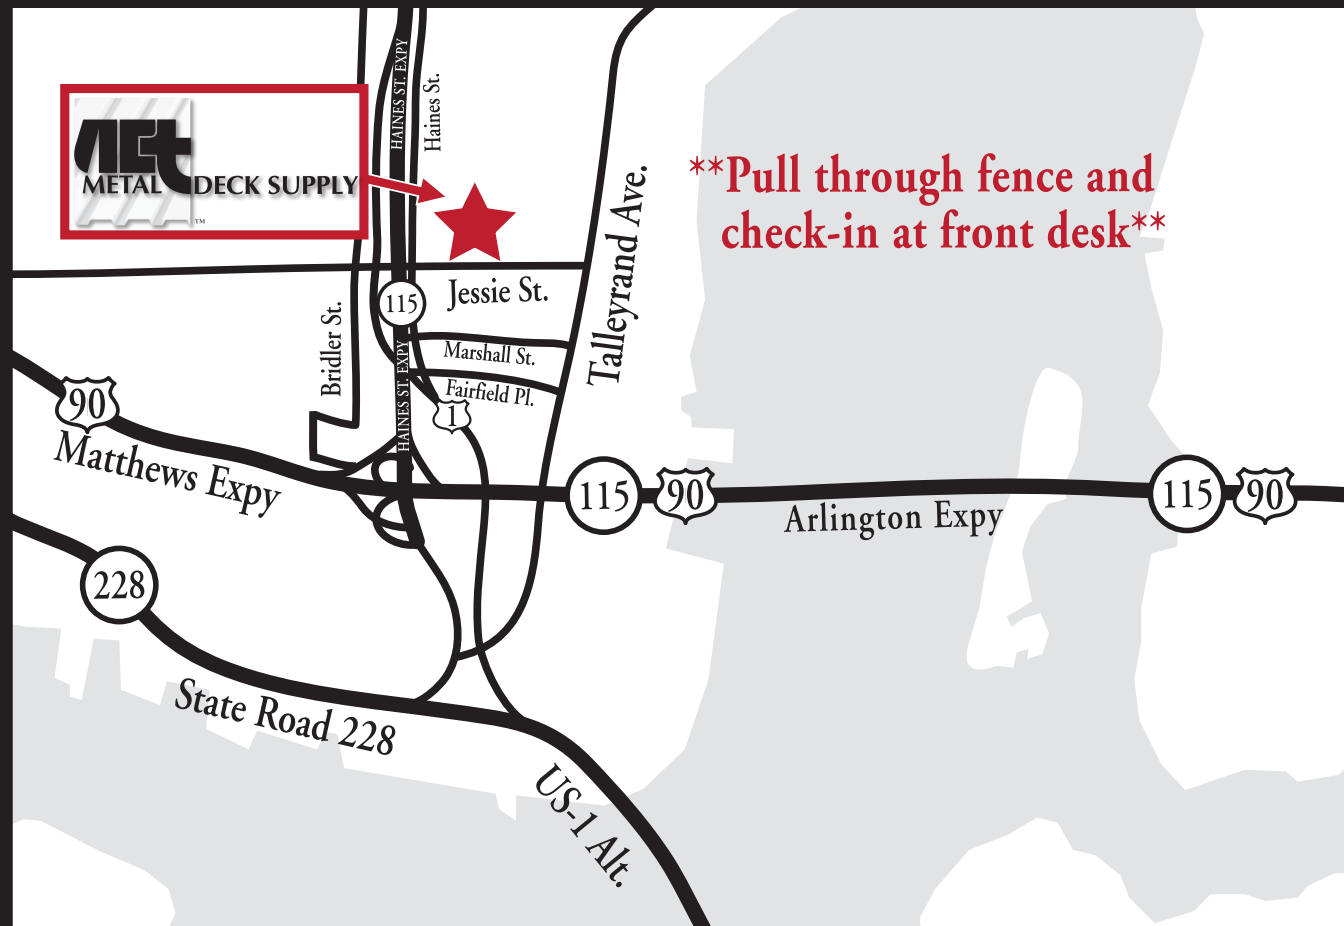 HAINES ST. EXPY
Haines St.
ACt
METAL DECK SUPPLY
™
**Pull through fence and
check-in at front desk**
Talleyrand Ave.
Jessie St.
115
Bridler St.
Marshall St.
HAINES ST. EXPY
Fairfield Pl.
1
90
Matthews Expy
115
90
Arlington Expy
115
90
228
State Road 228
US-1 Alt.